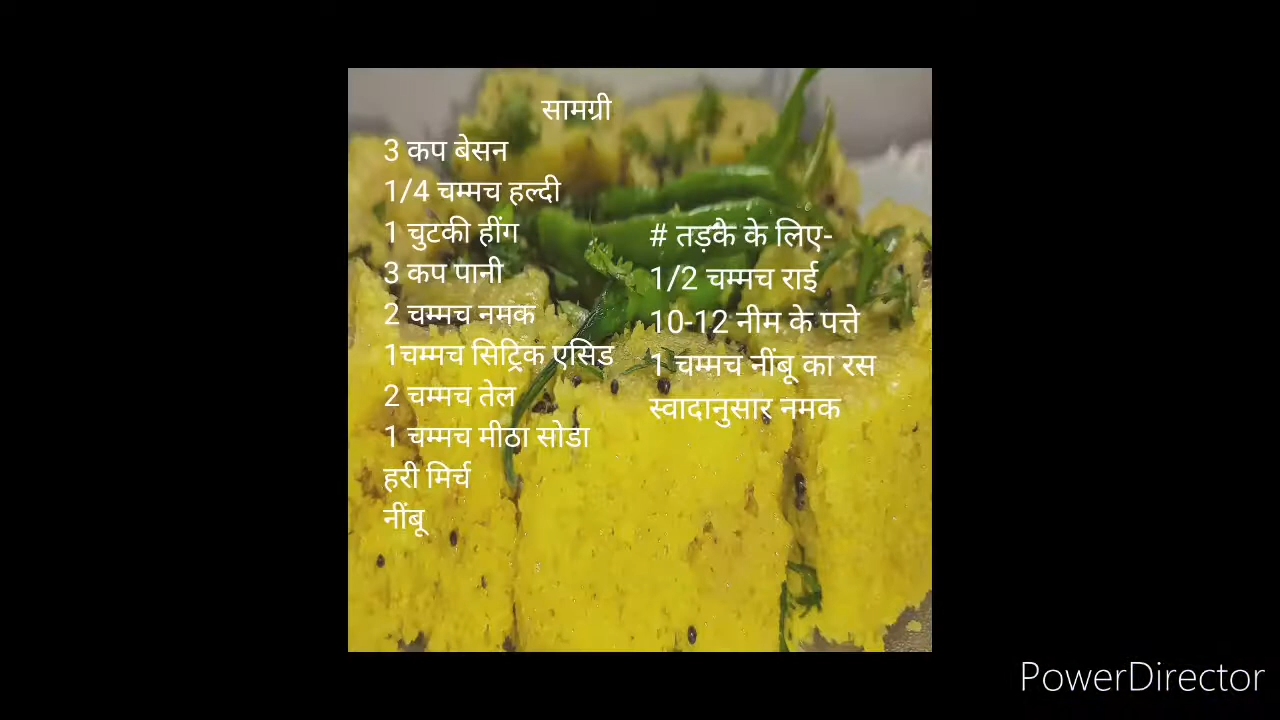 सामग्री
3 कप बेसन
1/4 चम्मच हल्दी
1 चुटकी हींग
3 कप पानी
2 चम्मच नमक
1चम्मच सिट्रिक एसिड
2 चम्मच तेल
1 चम्मच मीठा सोडा
हरी मिर्च
नींबू
# तड़के के लिए-
1/2 चम्मच राई
10-12 नीम के पत्ते
1 चम्मच नींबू का रस
स्वादानुसार नमक
PowerDirector